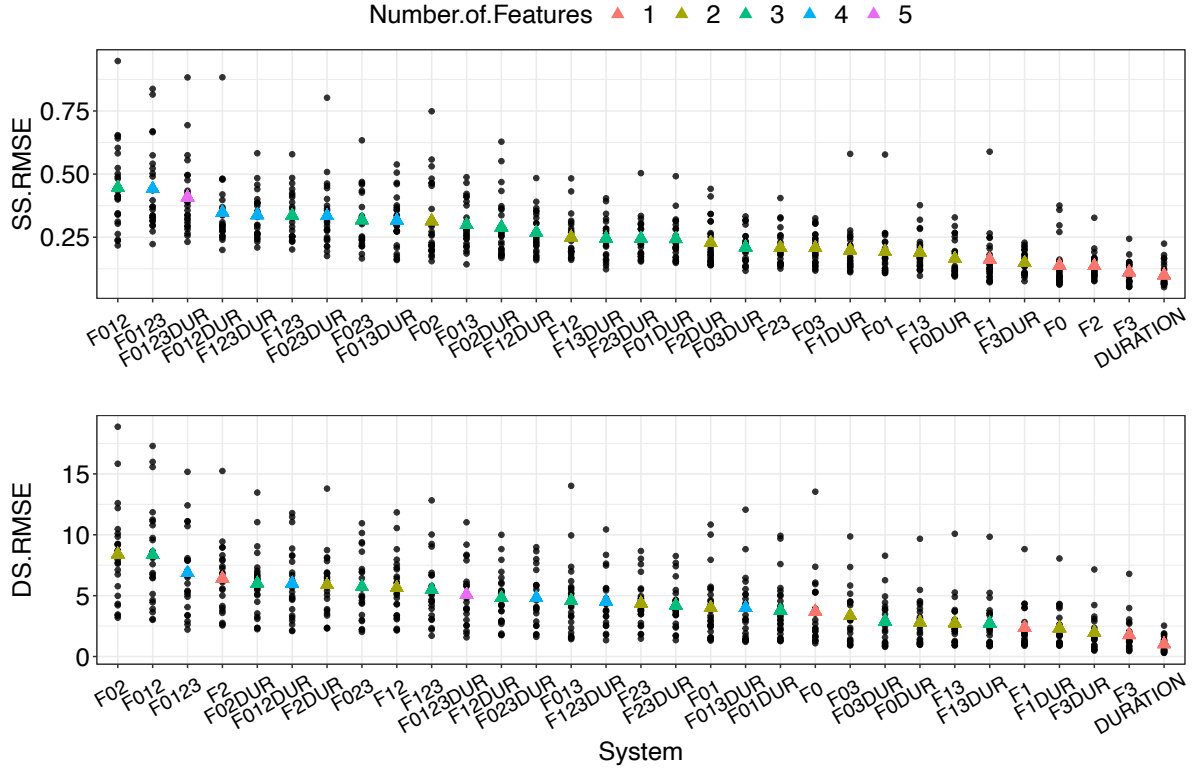 Number.of.Features 1 2 3 4 5
SS.RMSE
0.75
0.50
0.25
F012 F0123 F0123DUR F012DUR F123DUR F123 F023DUR F023 F013DUR F02 F013 F02DUR F12DUR F12 F13DUR F23DUR F01DUR F2DUR F03DUR F23 F03 F1DUR F01 F13 F0DUR F1 F3DUR F0 F2 F3 DURATION
DS.RMSE
15
10
5
0
F02 F012 F0123 F2 F02DUR F012DUR F2DUR F023 F12 F123 F0123DUR F12DUR F023DUR F013 F123DUR F23 F23DUR F01 F013DUR F01DUR F0 F03 F03DUR F0DUR F13 F13DUR F1 F1DUR F3DUR F3 DURATION
System